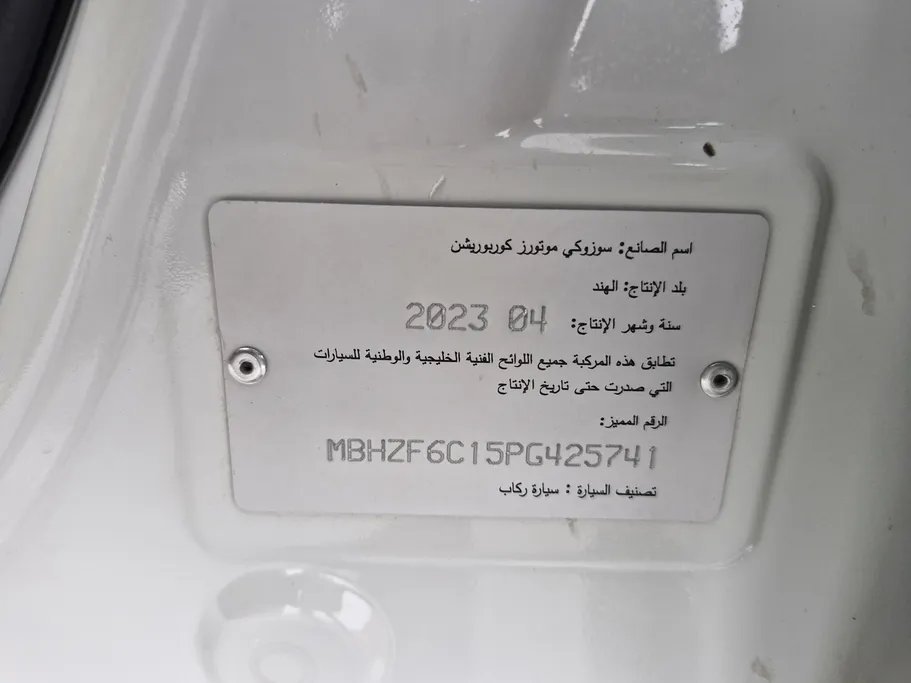 اسم الصانع: سوزوكي موتورز كوربوريشن
بلد الإنتاج: الهند
سنة وشهر الإنتاج: 04 2023
تطابق هذه المركبة جميع اللوائح الفنية الخليجية والوطنية للسيارات
التي صدرت حتى تاريخ الإنتاج
الرقم المميز:
MBHZF6C15PG425741
تصنيف السيارة : سيارة ركاب